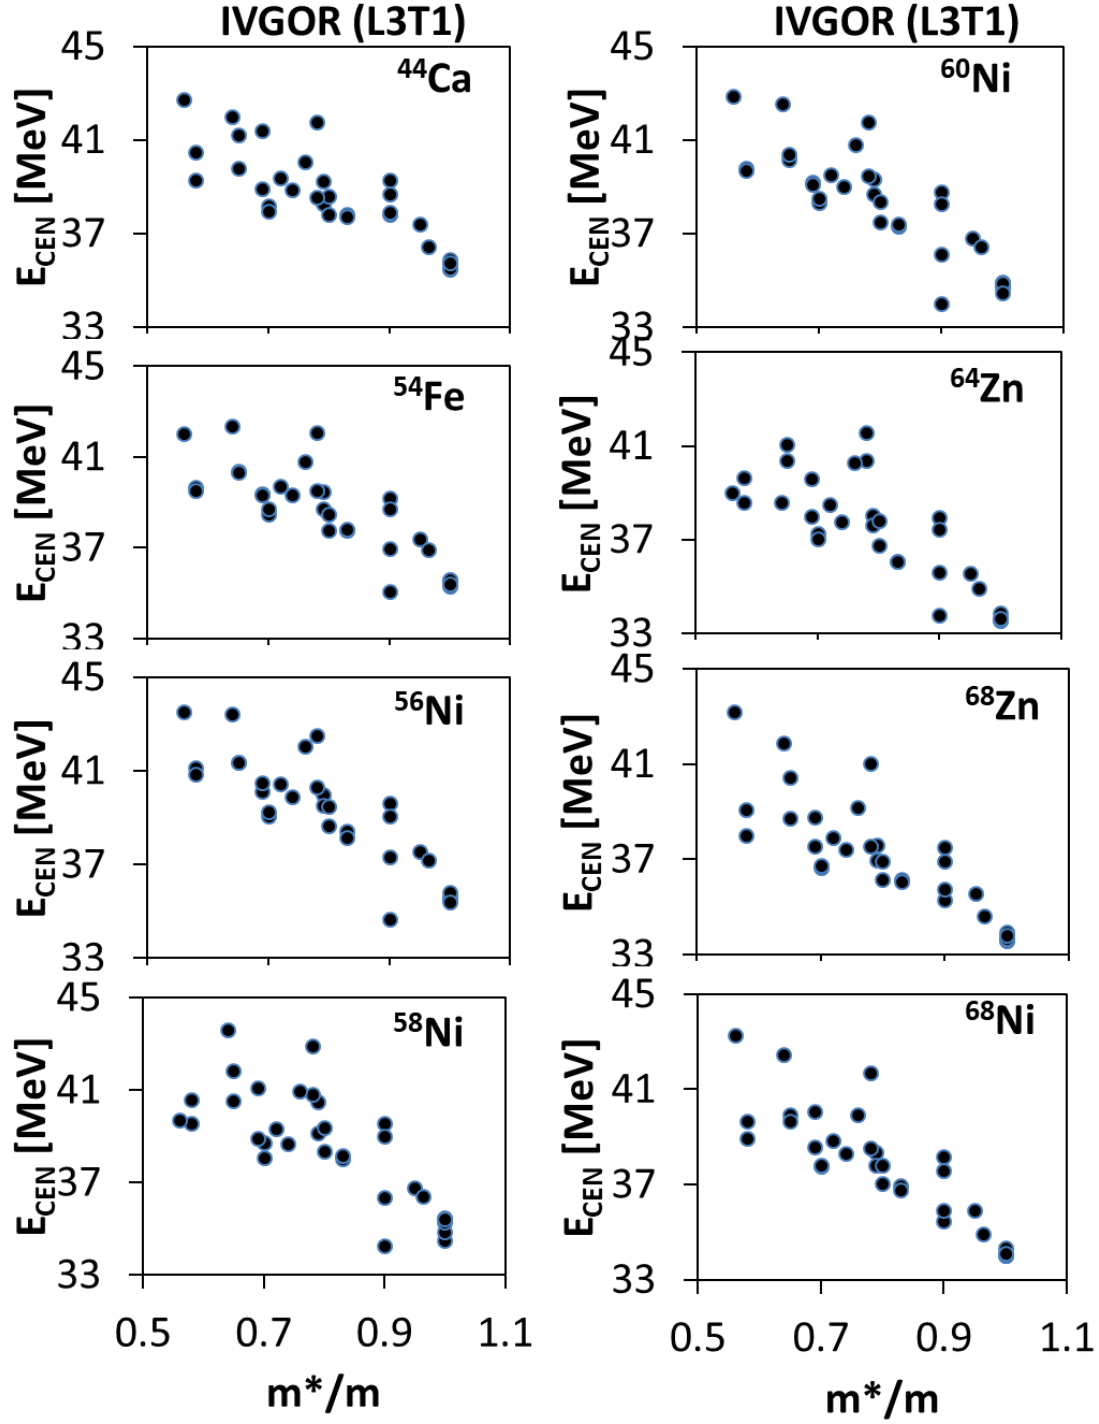 IVGOR (L3T1)
45
41
37
33
E_CEN [MeV]
⁴⁴Ca
45
41
37
33
E_CEN [MeV]
⁵⁴Fe
45
41
37
33
E_CEN [MeV]
⁵⁶Ni
45
41
37
33
E_CEN [MeV]
⁵⁸Ni
0.5 0.7 0.9 1.1
m*/m
IVGOR (L3T1)
45
41
37
33
E_CEN [MeV]
⁶⁰Ni
45
41
37
33
E_CEN [MeV]
⁶⁴Zn
45
41
37
33
E_CEN [MeV]
⁶⁸Zn
45
41
37
33
E_CEN [MeV]
⁶⁸Ni
0.5 0.7 0.9 1.1
m*/m